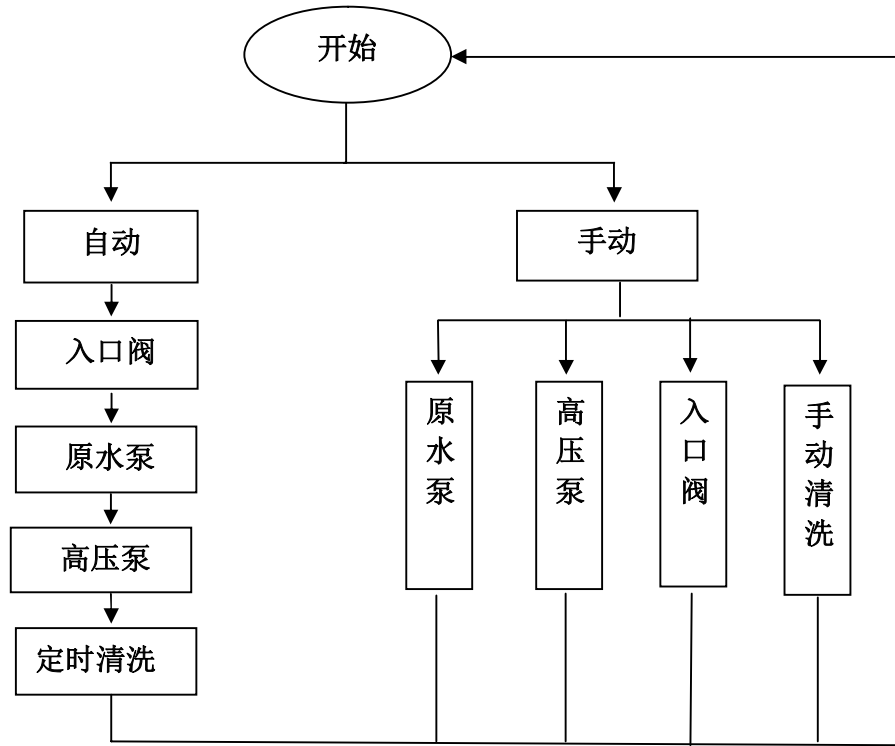 开始
自动
手动
入口阀
原水泵
高压泵
定时清洗
原水泵
高压泵
入口阀
手动清洗